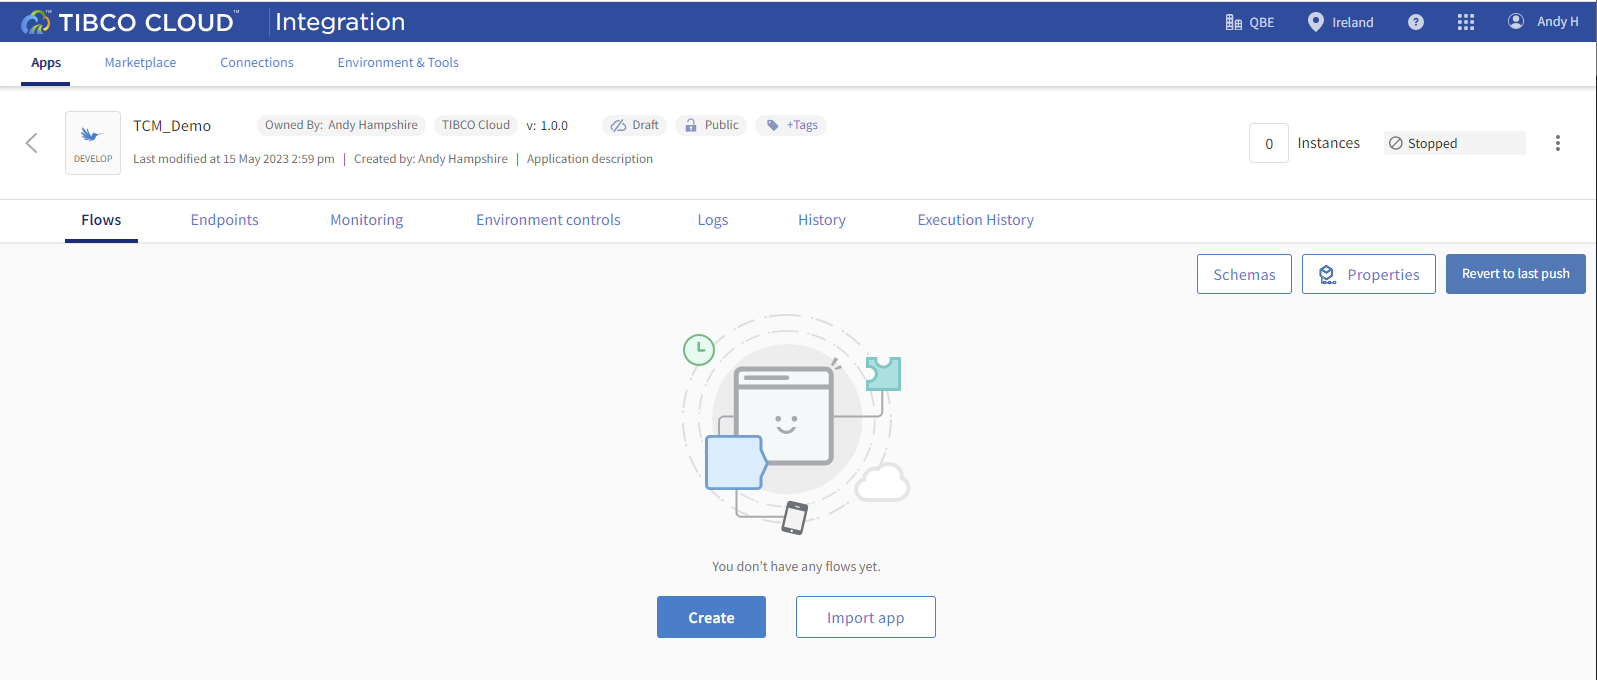 TIBCO CLOUD™ Integration QBE Ireland ? Andy H
Apps Marketplace Connections Environment & Tools
TCM_Demo Owned By: Andy Hampshire TIBCO Cloud v: 1.0.0 Draft Public +Tags
DEVELOP Last modified at 15 May 2023 2:59 pm | Created by: Andy Hampshire | Application description
0 Instances Stopped
Flows Endpoints Monitoring Environment controls Logs History Execution History
Schemas Properties Revert to last push
You don’t have any flows yet.
Create Import app